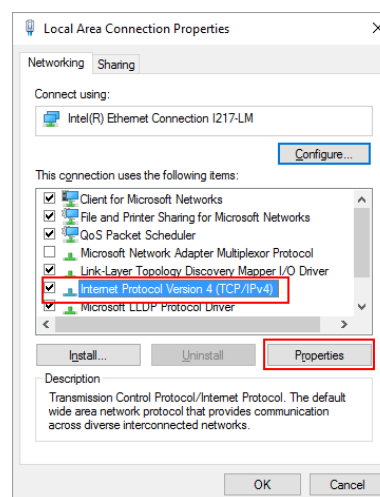 Local Area Connection Properties
Networking
Sharing
Connect using:
Intel(R) Ethernet Connection I217-LM
Configure...
This connection uses the following items:
Client for Microsoft Networks
File and Printer Sharing for Microsoft Networks
QoS Packet Scheduler
Microsoft Network Adapter Multiplexor Protocol
Link-Layer Topology Discovery Mapper I/O Driver
Internet Protocol Version 4 (TCP/IPv4)
Microsoft LLDP Protocol Driver
Install...
Uninstall
Properties
Description
Transmission Control Protocol/Internet Protocol. The default
wide area network protocol that provides communication
across diverse interconnected networks.
OK
Cancel